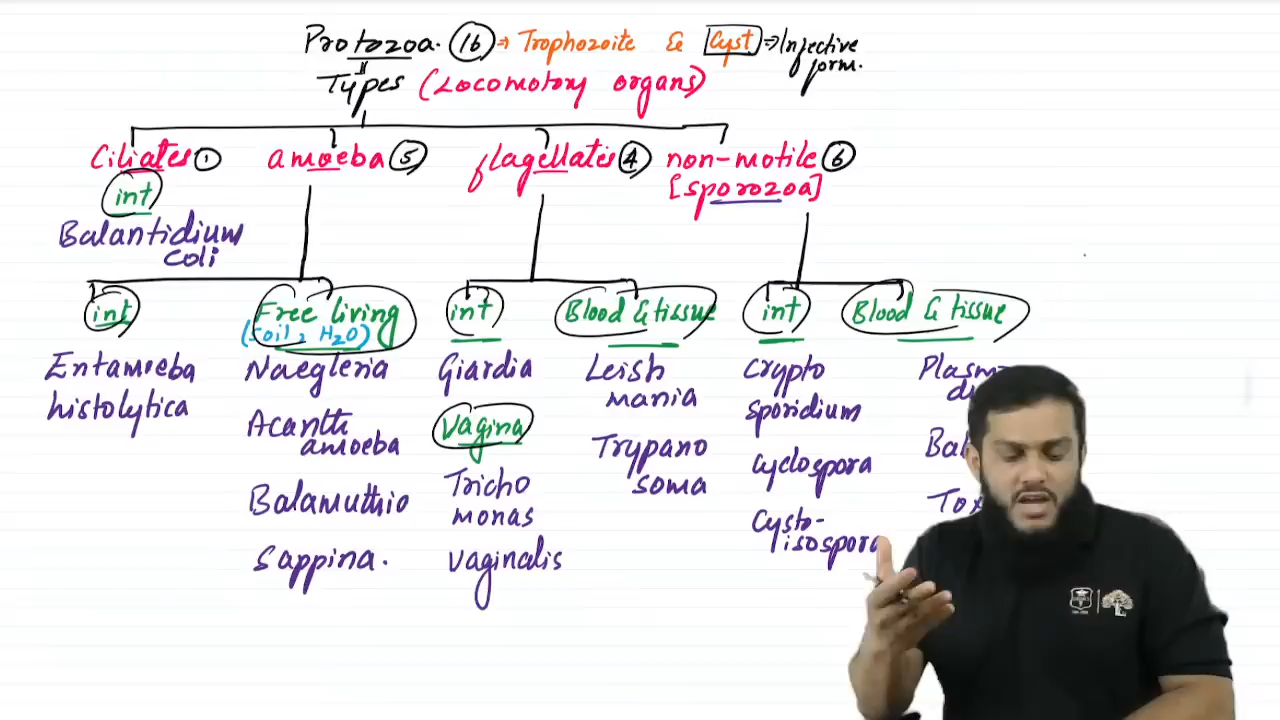 Protozoa. (16) → Trophozoite & Cyst ⇒ Infective form.
Types (Locomotory organs)
Ciliates (1)
int
Balantidium
coli
amoeba (5)
int
Entamoeba
histolytica
Free living
(Soil, H2O)
Naegleria
Acanth
amoeba
Balamuthio
Sappina.
flagellates (4)
int
Giardia
Vagina
Tricho
monas
vaginalis
Blood & tissue
Leish
mania
Trypano
soma
non-motile (6)
[sporozoa]
int
Crypto
sporidium
Cyclospora
Cysto-
isospora
Blood & tissue